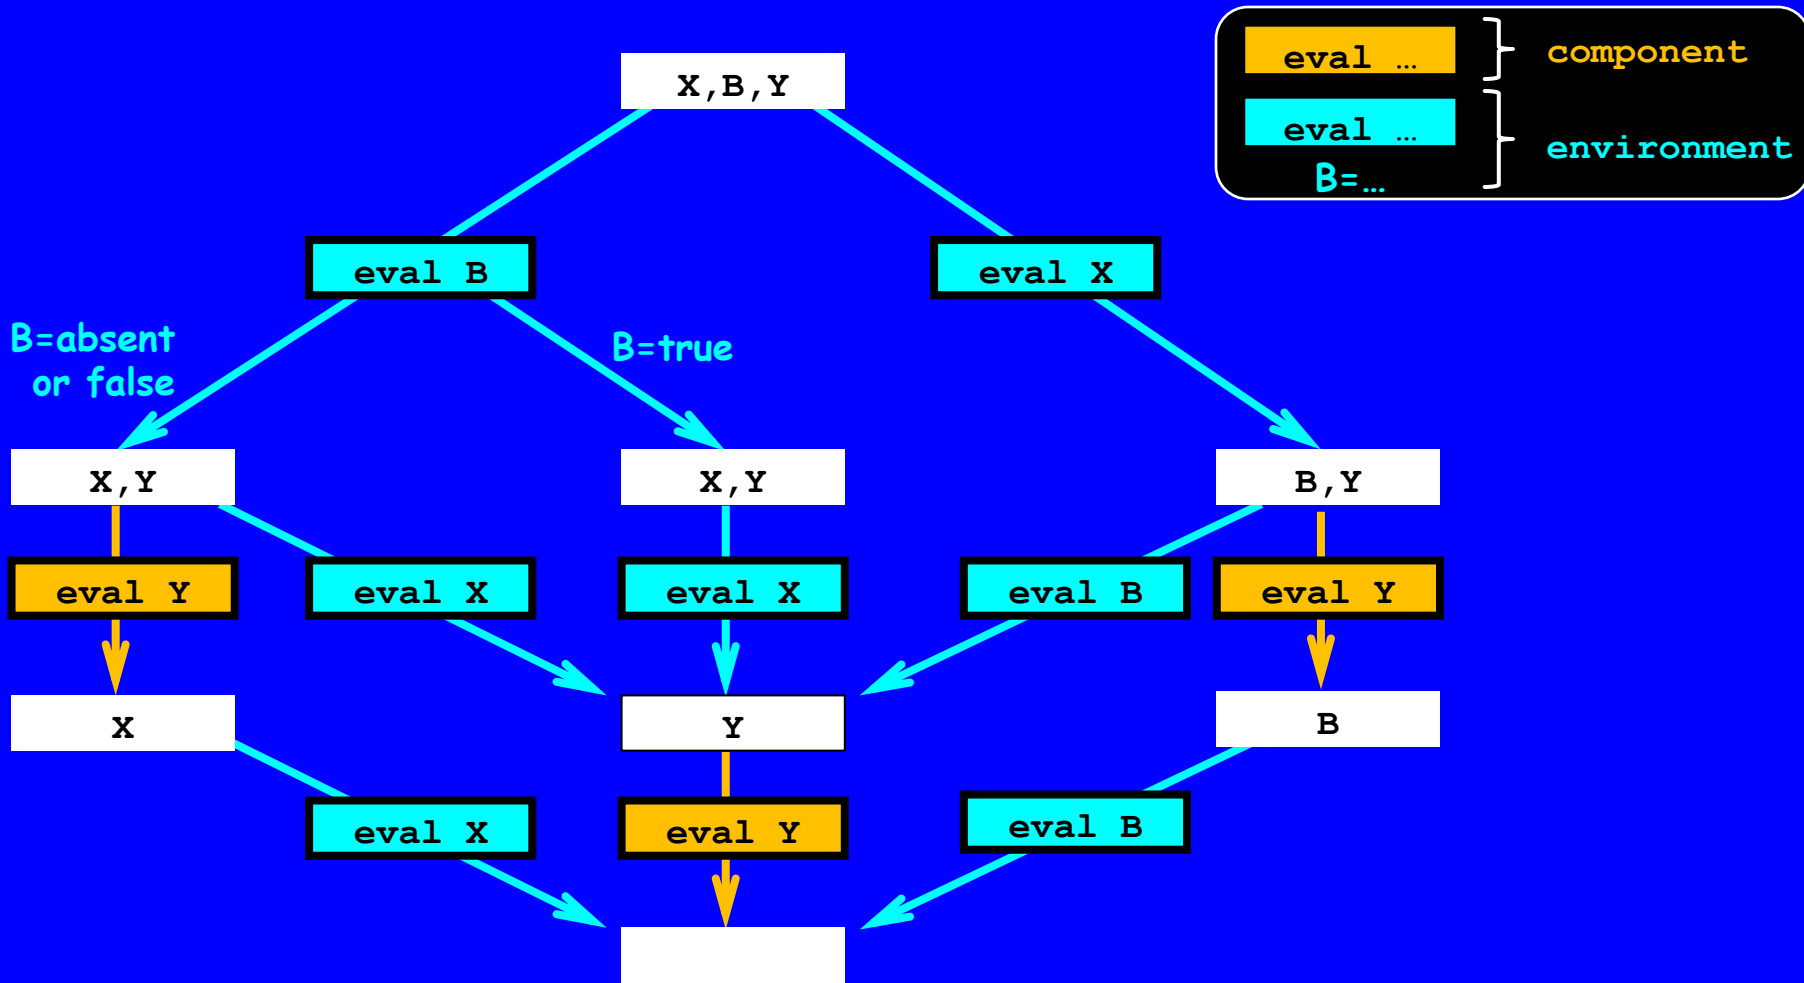 eval …
component
X,B,Y
eval …
environment
B=…
eval B
eval X
B=absent
or false
B=true
X,Y
X,Y
B,Y
eval Y
eval X
eval X
eval B
eval Y
X
Y
B
eval X
eval Y
eval B